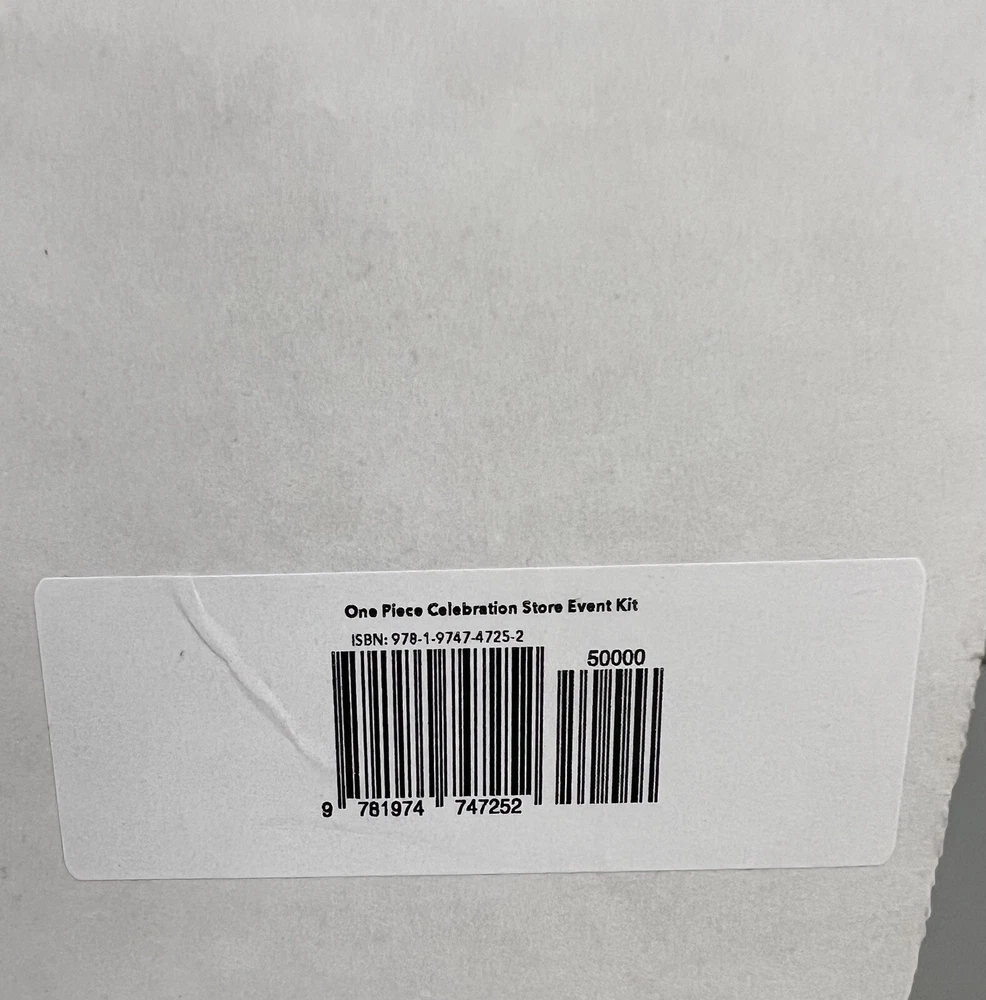 One Piece Celebration Store Event Kit
ISBN: 978-1-9747-4725-2
50000
9 781974 747252